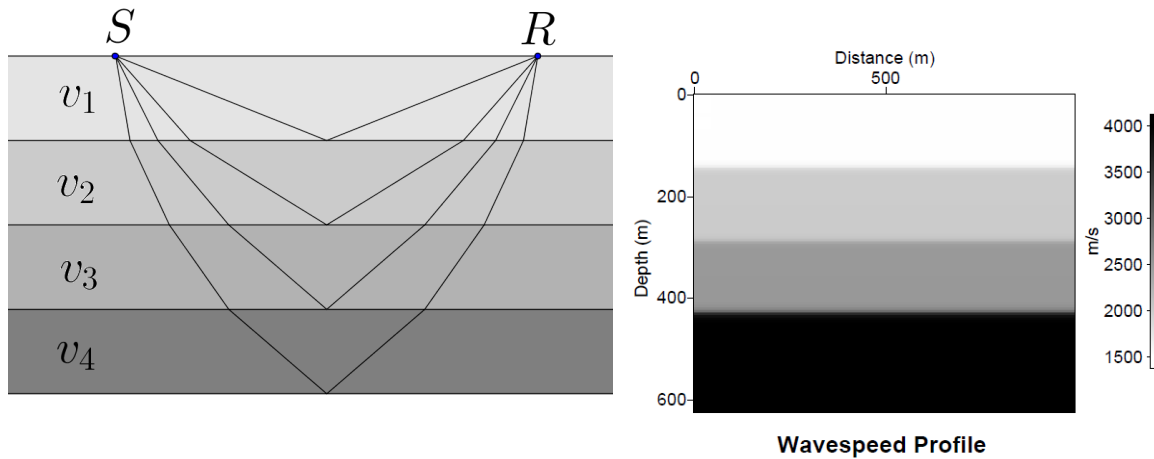 S
R
v₁
v₂
v₃
v₄
Distance (m)
0
500
Depth (m)
0
200
400
600
4000
3500
3000
2500
2000
1500
m/s
Wavespeed Profile